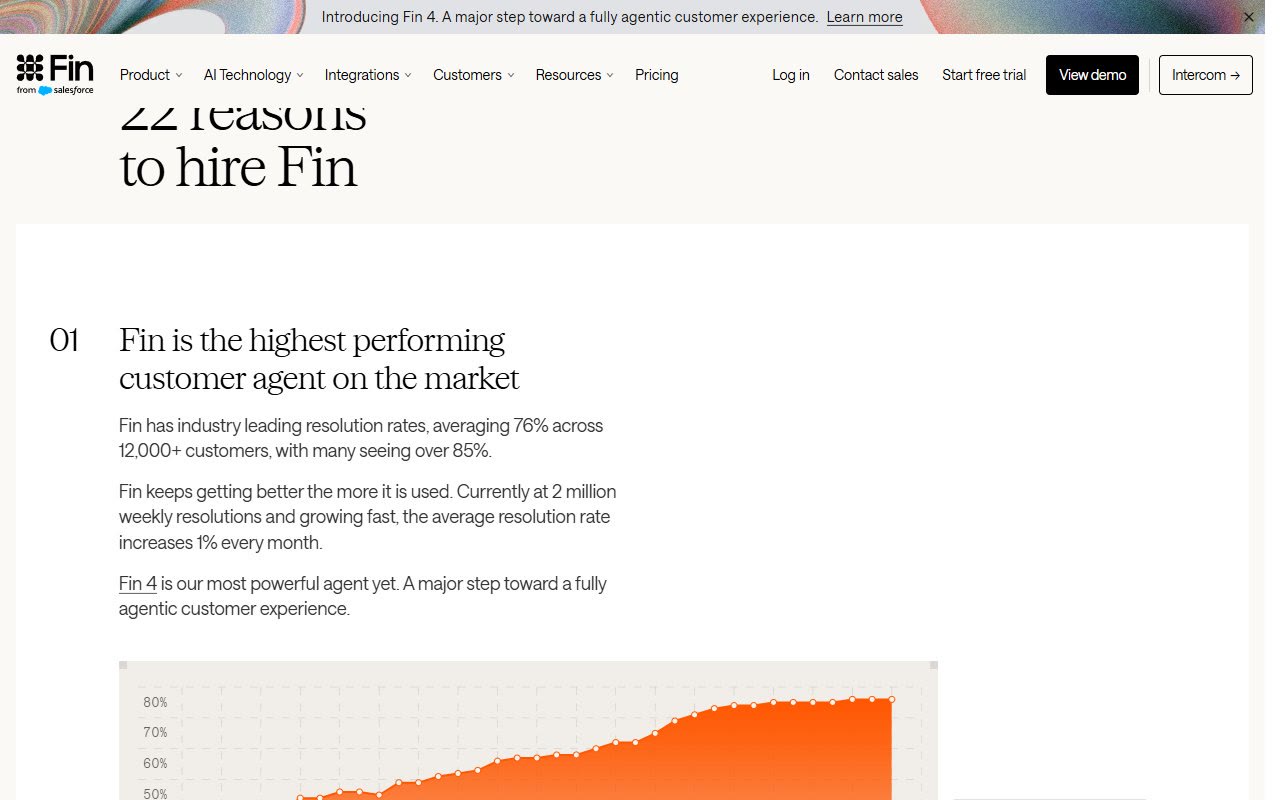 Introducing Fin 4. A major step toward a fully agentic customer experience. Learn more
Fin
from salesforce
Product
AI Technology
Integrations
Customers
Resources
Pricing
Log in
Contact sales
Start free trial
View demo
Intercom →
22 reasons
to hire Fin
01
Fin is the highest performing
customer agent on the market
Fin has industry leading resolution rates, averaging 76% across
12,000+ customers, with many seeing over 85%.
Fin keeps getting better the more it is used. Currently at 2 million
weekly resolutions and growing fast, the average resolution rate
increases 1% every month.
Fin 4 is our most powerful agent yet. A major step toward a fully
agentic customer experience.
80%
70%
60%
50%